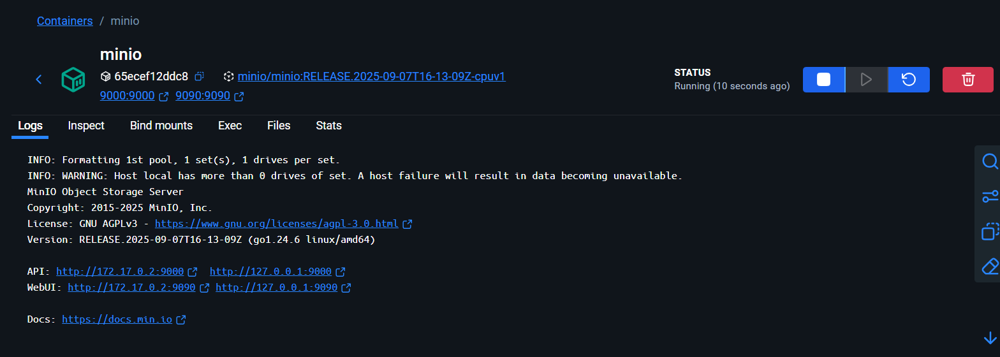 Containers / minio
minio
65ecef12ddc8 minio/minio:RELEASE.2025-09-07T16-13-09Z-cpuv1
9000:9000 9090:9090
STATUS
Running (10 seconds ago)
Logs Inspect Bind mounts Exec Files Stats
INFO: Formatting 1st pool, 1 set(s), 1 drives per set.
INFO: WARNING: Host local has more than 0 drives of set. A host failure will result in data becoming unavailable.
MinIO Object Storage Server
Copyright: 2015-2025 MinIO, Inc.
License: GNU AGPLv3 - https://www.gnu.org/licenses/agpl-3.0.html
Version: RELEASE.2025-09-07T16-13-09Z (go1.24.6 linux/amd64)
API: http://172.17.0.2:9000 http://127.0.0.1:9000
WebUI: http://172.17.0.2:9090 http://127.0.0.1:9090
Docs: https://docs.min.io